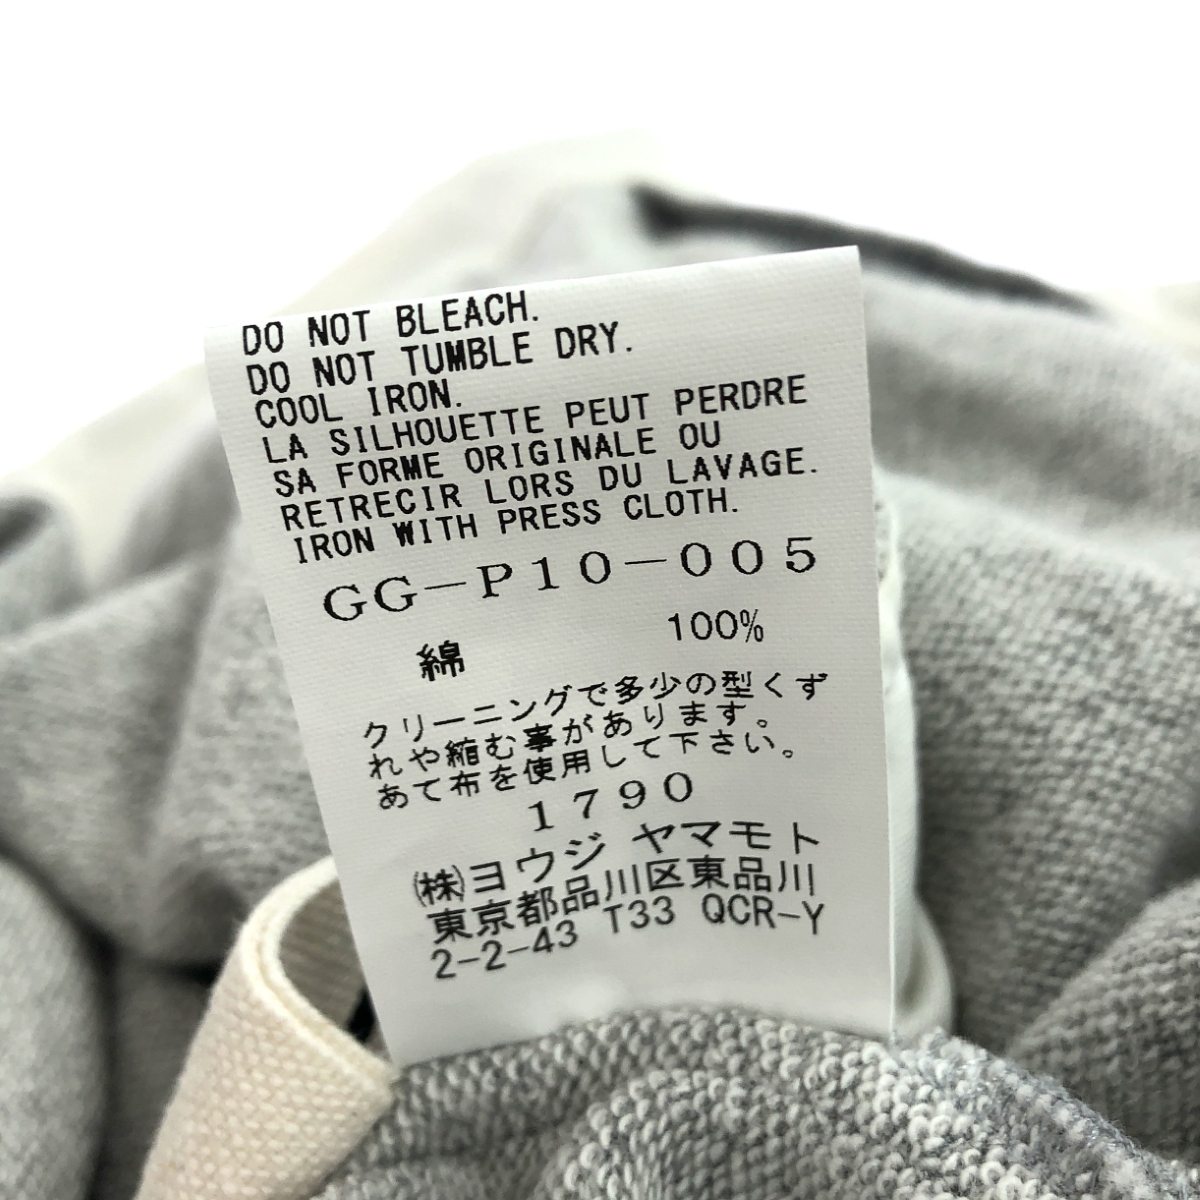 DO NOT BLEACH.
DO NOT TUMBLE DRY.
COOL IRON.
LA SILHOUETTE PEUT PERDRE
SA FORME ORIGINALE OU
RETRECIR LORS DU LAVAGE.
IRON WITH PRESS CLOTH.
GG-P10-005
綿 100%
クリーニングで多少の型くず
れや縮む事があります。
あて布を使用して下さい。
1790
㈱ヨウジ ヤマモト
東京都品川区東品川
2-2-43 T33 QCR-Y